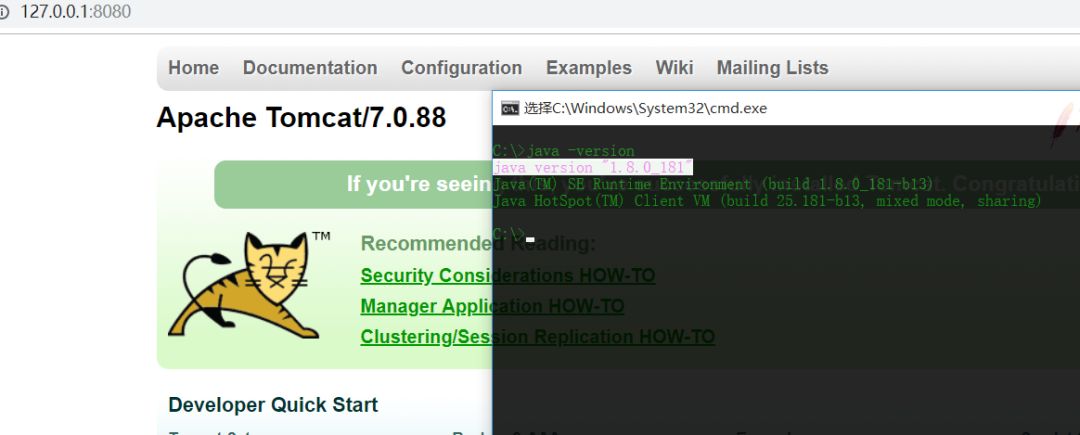 127.0.0.1:8080
Home Documentation Configuration Examples Wiki Mailing Lists
Apache Tomcat/7.0.88
选择C:\Windows\System32\cmd.exe
C:\>java -version
java version "1.8.0_181"
Java(TM) SE Runtime Environment (build 1.8.0_181-b13)
Java HotSpot(TM) Client VM (build 25.181-b13, mixed mode, sharing)
C:\>
If you're seein
TM
Recommended Reading:
Security Considerations HOW-TO
Manager Application HOW-TO
Clustering/Session Replication HOW-TO
Developer Quick Start